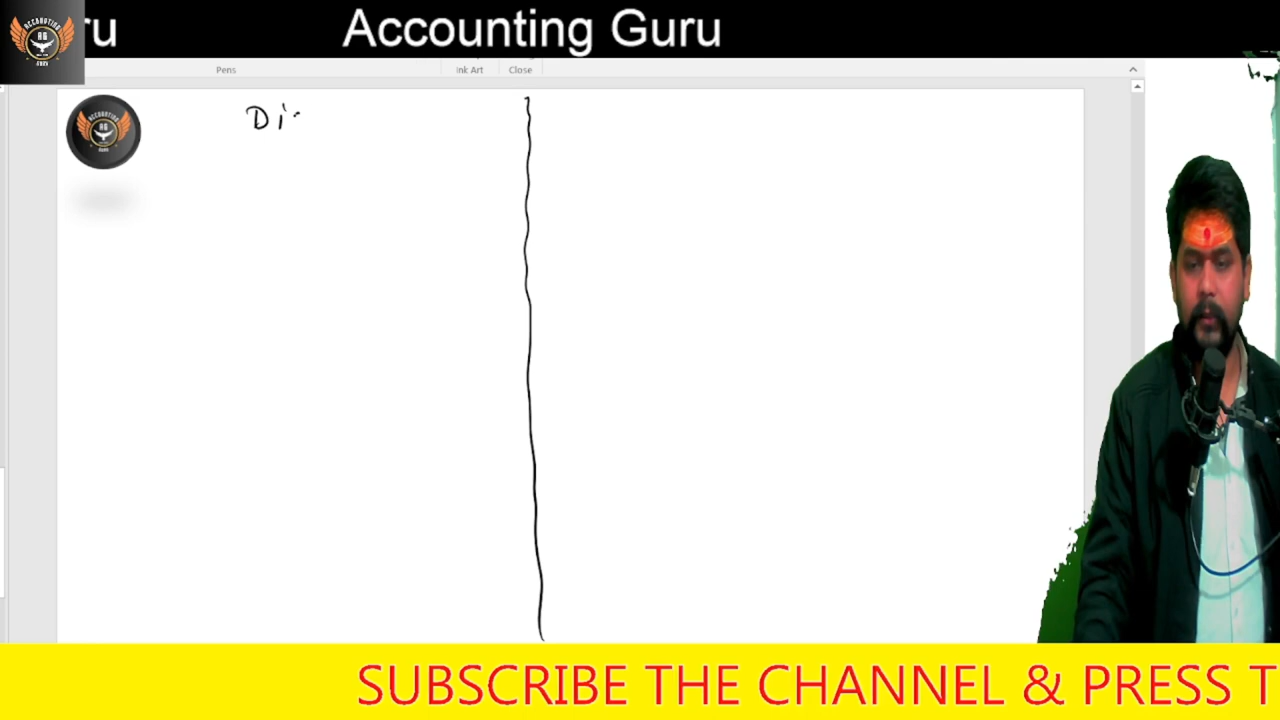 ru Accounting Guru
Pens Ink Art Close
Di
SUBSCRIBE THE CHANNEL & PRESS T